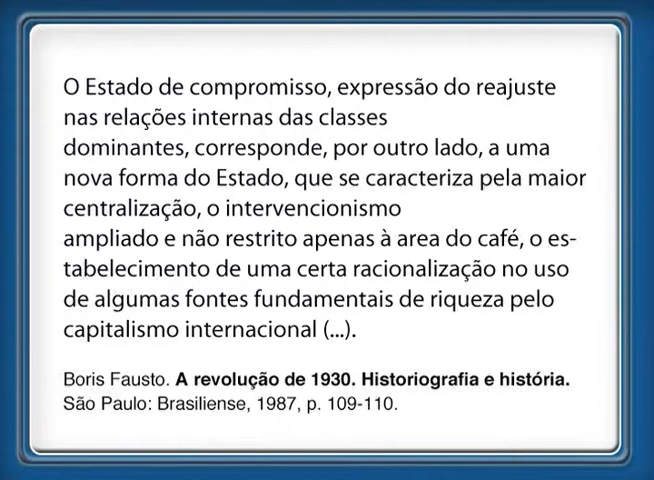 O Estado de compromisso, expressão do reajuste
nas relações internas das classes
dominantes, corresponde, por outro lado, a uma
nova forma do Estado, que se caracteriza pela maior
centralização, o intervencionismo
ampliado e não restrito apenas à area do café, o es-
tabelecimento de uma certa racionalização no uso
de algumas fontes fundamentais de riqueza pelo
capitalismo internacional (...).
Boris Fausto. A revolução de 1930. Historiografia e história.
São Paulo: Brasiliense, 1987, p. 109-110.